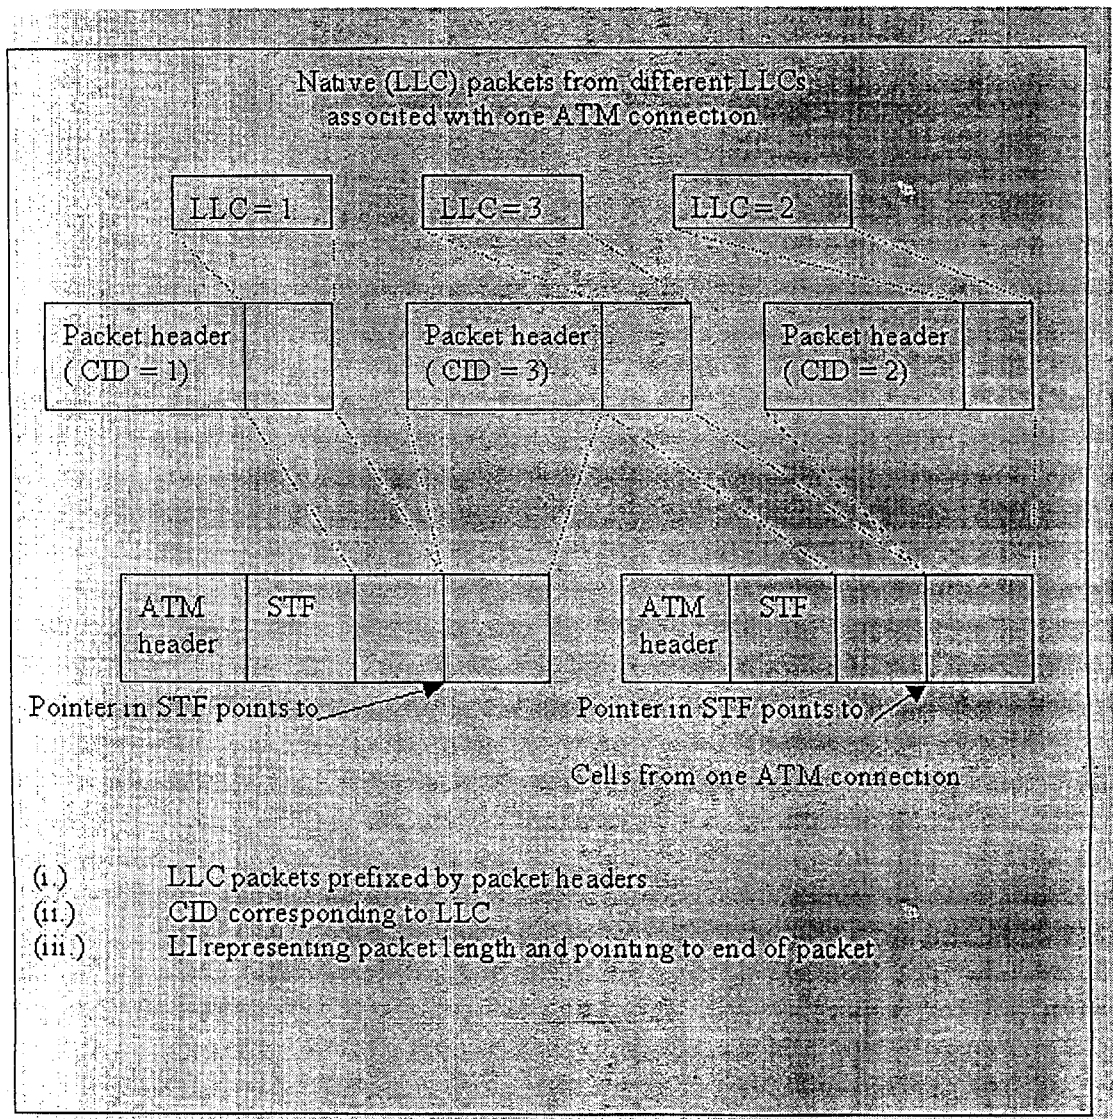 Native (LLC) packets from different LLCs
associted with one ATM connection
LLC = 1
LLC = 3
LLC = 2
Packet header
( CID = 1)
Packet header
( CID = 3)
Packet header
( CID = 2)
ATM
header
STF
ATM
header
STF
Pointer in STF points to
Pointer in STF points to
Cells from one ATM connection
(i.) LLC packets prefixed by packet headers
(ii.) CID corresponding to LLC
(iii.) LI representing packet length and pointing to end of packet